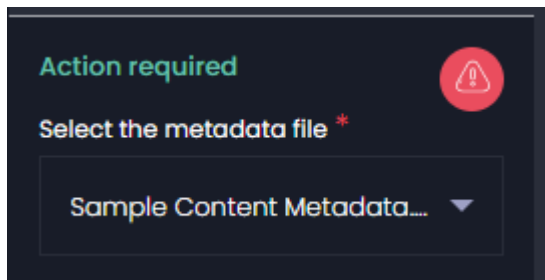 Action required
Select the metadata file *
Sample Content Metadata....